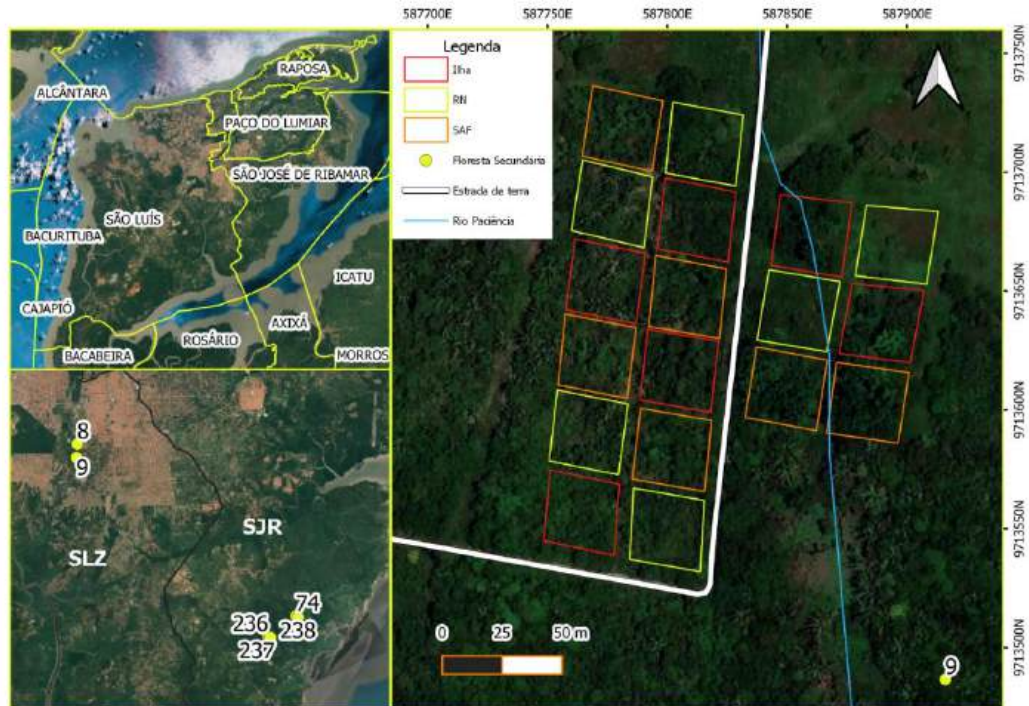 587700E
587750E
587800E
587850E
587900E
ALCÂNTARA
RAPOSA
PAÇO DO LUMIAR
SÃO JOSÉ DE RIBAMAR
SÃO LUÍS
BACURITUBA
ICATU
CAJAPIÓ
AXIXÁ
ROSÁRIO
BACABEIRA
MORROS
Legenda
Ilha
RN
SAF
Floresta Secundária
Estrada de terra
Rio Paciência
9713750N
9713700N
9713650N
9713600N
9713550N
9713500N
8
9
SJR
SLZ
74
236
238
237
0 25 50 m
9